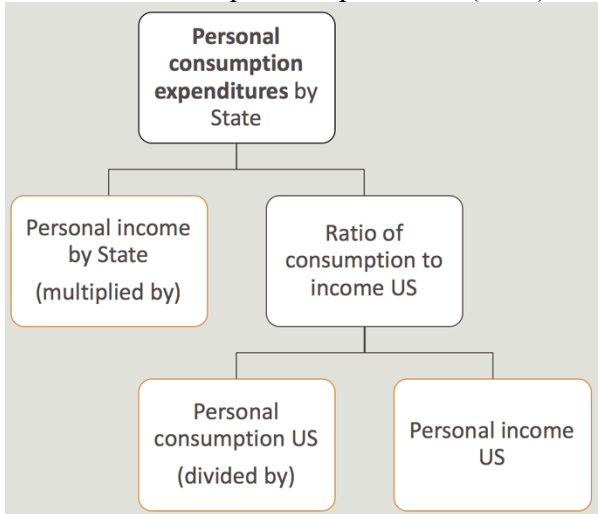 Personal
consumption
expenditures by
State
Personal income
by State
(multiplied by)
Ratio of
consumption to
income US
Personal
consumption US
(divided by)
Personal income
US